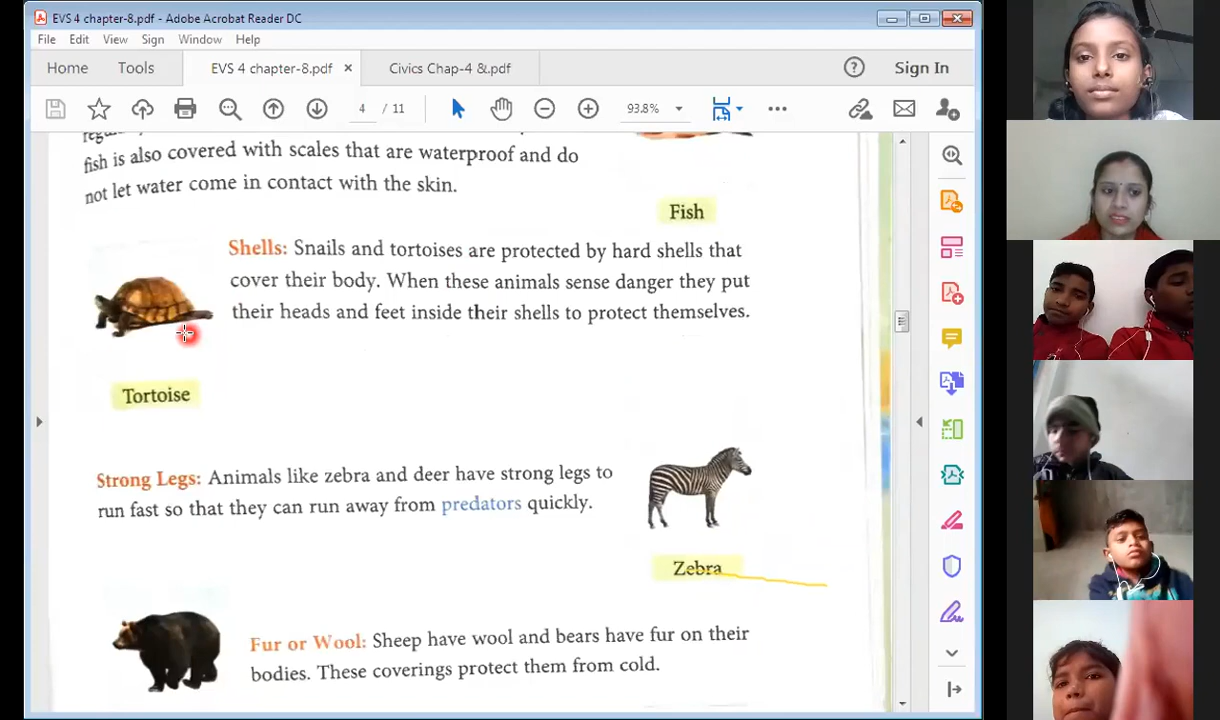 EVS 4 chapter-8.pdf - Adobe Acrobat Reader DC
File Edit View Sign Window Help
Home Tools EVS 4 chapter-8.pdf × Civics Chap-4 &.pdf Sign In
4 / 11 93.8%
fish is also covered with scales that are waterproof and do
not let water come in contact with the skin.
Fish
Shells: Snails and tortoises are protected by hard shells that
cover their body. When these animals sense danger they put
their heads and feet inside their shells to protect themselves.
Tortoise
Strong Legs: Animals like zebra and deer have strong legs to
run fast so that they can run away from predators quickly.
Zebra
Fur or Wool: Sheep have wool and bears have fur on their
bodies. These coverings protect them from cold.